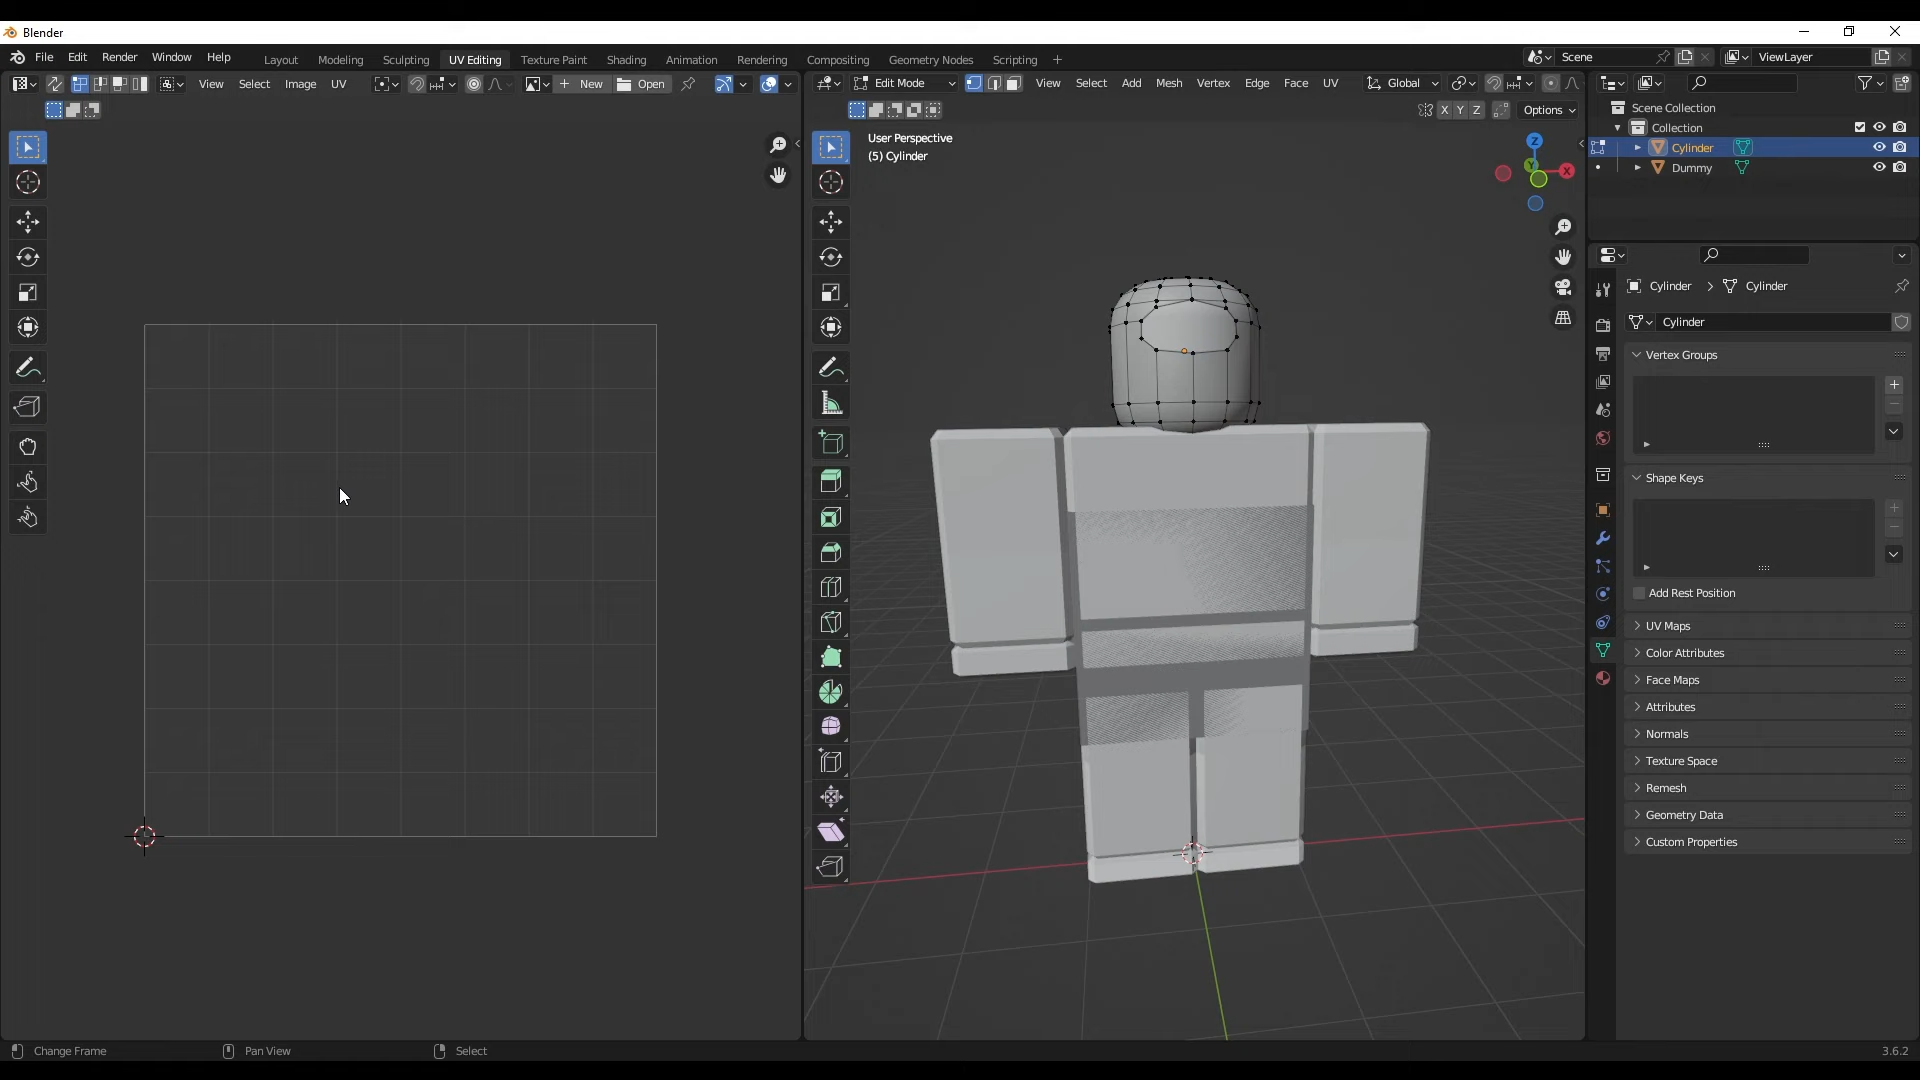 Blender
File Edit Render Window Help
Layout Modeling Sculpting UV Editing Texture Paint Shading Animation Rendering Compositing Geometry Nodes Scripting +
Scene
ViewLayer
View Select Image UV
New
Open
Edit Mode
View Select Add Mesh Vertex Edge Face UV
Global
X Y Z
Options
User Perspective
(5) Cylinder
Z
Y
X
Scene Collection
Collection
Cylinder
Dummy
Cylinder > Cylinder
Cylinder
Vertex Groups
Shape Keys
Add Rest Position
UV Maps
Color Attributes
Face Maps
Attributes
Normals
Texture Space
Remesh
Geometry Data
Custom Properties
Change Frame
Pan View
Select
3.6.2